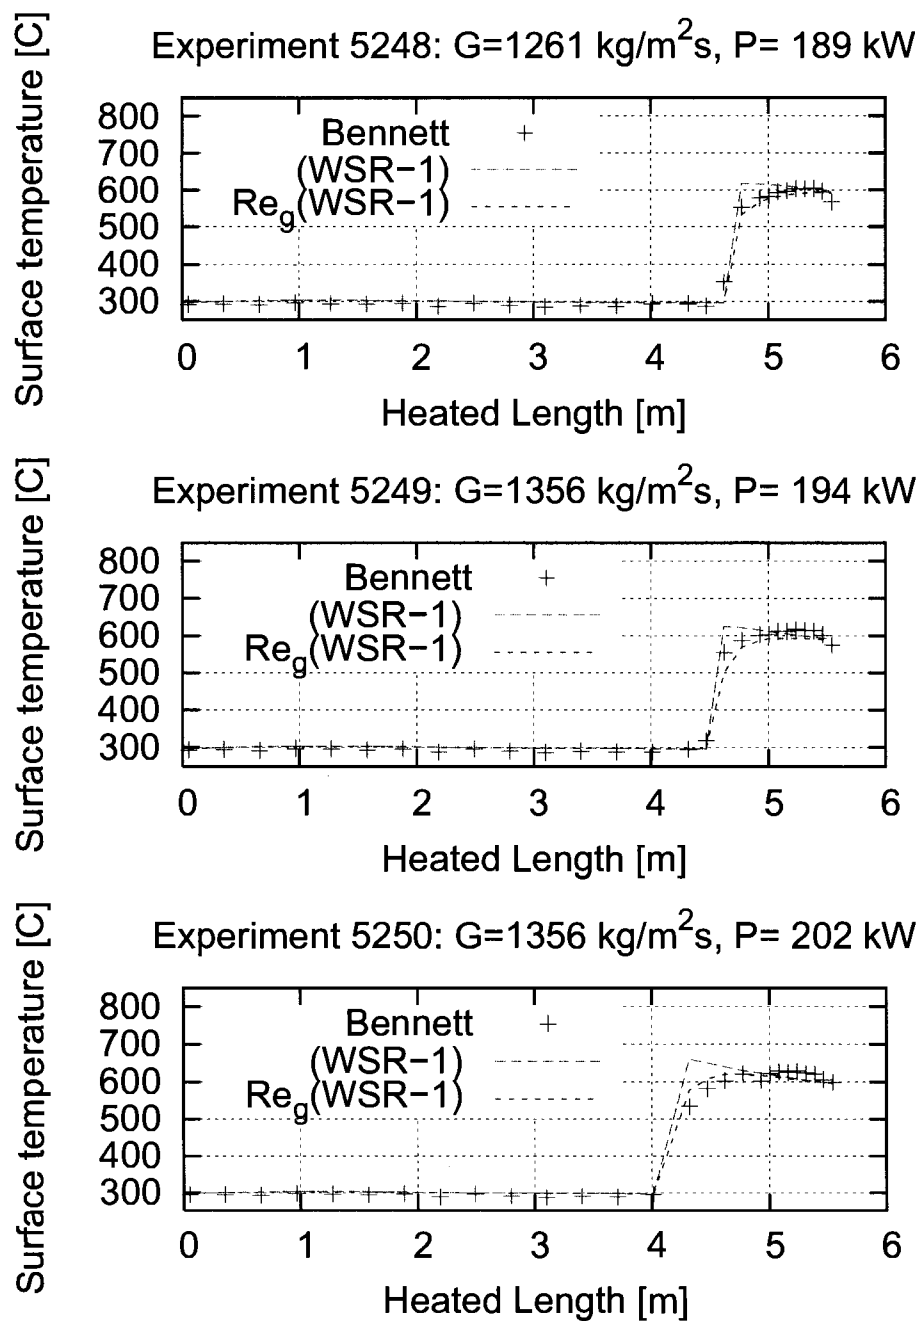 Experiment 5248: G=1261 kg/m²s, P= 189 kW
Surface temperature [C]
800
700
600
500
400
300
Bennett
(WSR−1)
Re_g(WSR−1)
0 1 2 3 4 5 6
Heated Length [m]
Experiment 5249: G=1356 kg/m²s, P= 194 kW
Surface temperature [C]
800
700
600
500
400
300
Bennett
(WSR−1)
Re_g(WSR−1)
0 1 2 3 4 5 6
Heated Length [m]
Experiment 5250: G=1356 kg/m²s, P= 202 kW
Surface temperature [C]
800
700
600
500
400
300
Bennett
(WSR−1)
Re_g(WSR−1)
0 1 2 3 4 5 6
Heated Length [m]